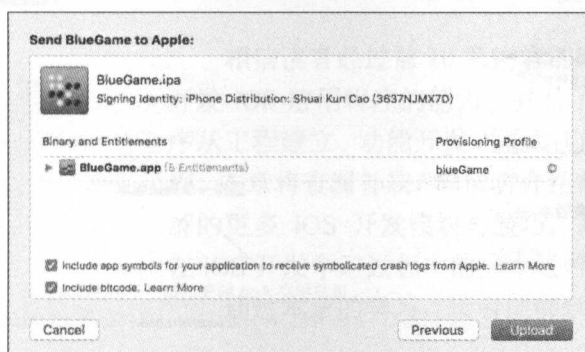 Send BlueGame to Apple:
BlueGame.ipa
Signing Identity: iPhone Distribution: Shuai Kun Cao (3637NJMX7D)
Binary and Entitlements Provisioning Profile
BlueGame.app (5 Entitlements) blueGame
Include app symbols for your application to receive symbolicated crash logs from Apple. Learn More
Include bitcode. Learn More
Cancel Previous Upload